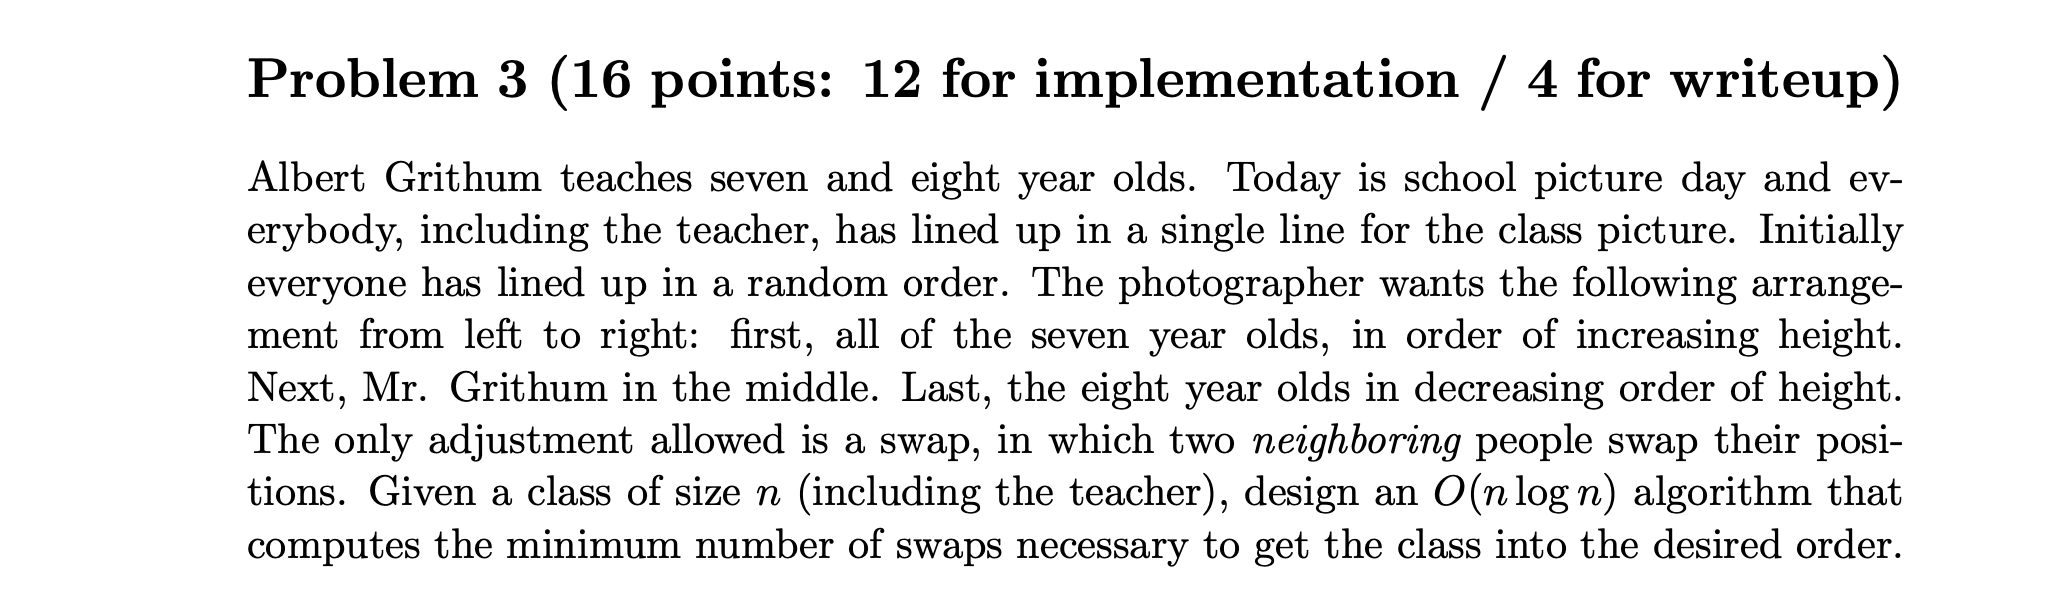 Problem 3 (16 points: 12 for implementation / 4 for writeup)
Albert Grithum teaches seven and eight year olds. Today is school picture day and ev-
erybody, including the teacher, has lined up in a single line for the class picture. Initially
everyone has lined up in a random order. The photographer wants the following arrange-
ment from left to right: first, all of the seven year olds, in order of increasing height.
Next, Mr. Grithum in the middle. Last, the eight year olds in decreasing order of height.
The only adjustment allowed is a swap, in which two neighboring people swap their posi-
tions. Given a class of size n (including the teacher), design an O(n log n) algorithm that
computes the minimum number of swaps necessary to get the class into the desired order.